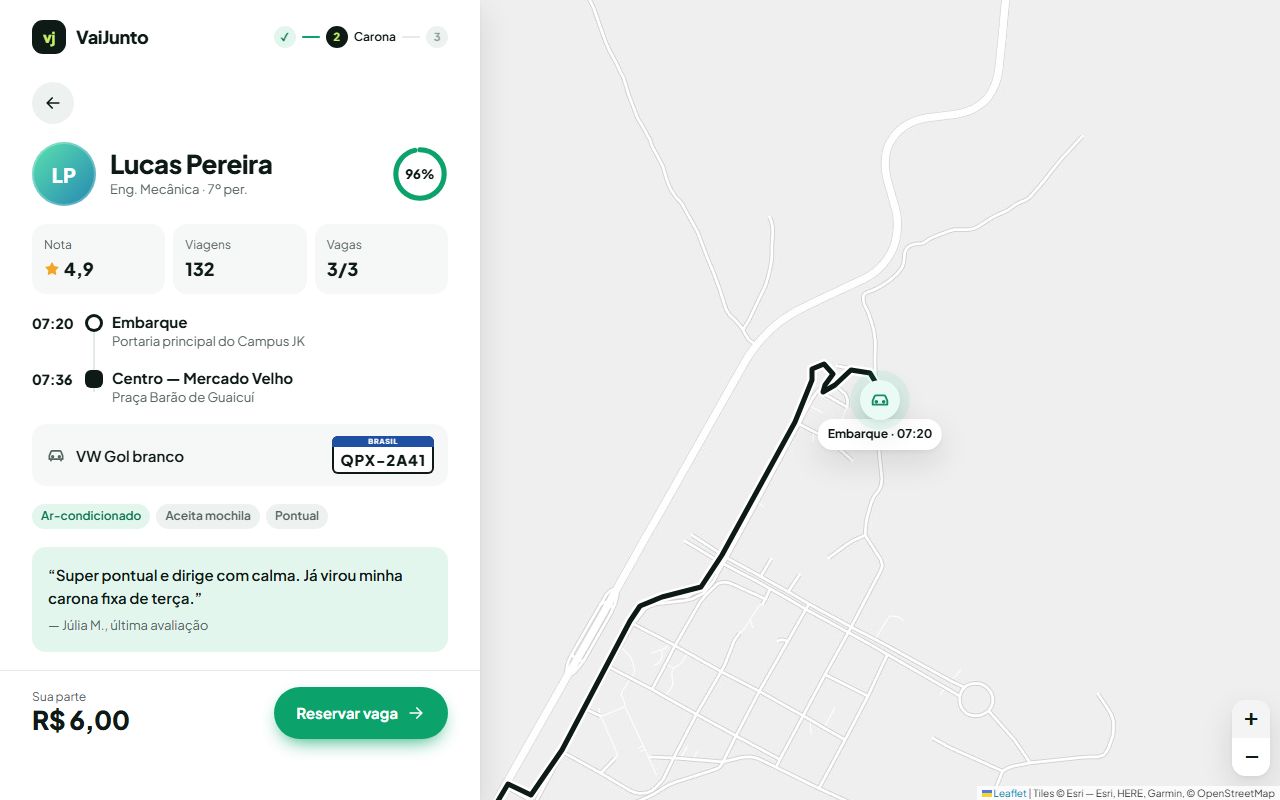 vj VaiJunto
✓ 2 Carona 3
LP
Lucas Pereira
Eng. Mecânica · 7º per.
96%
Nota
4,9
Viagens
132
Vagas
3/3
07:20 Embarque
Portaria principal do Campus JK
07:36 Centro — Mercado Velho
Praça Barão de Guaicuí
VW Gol branco
BRASIL
QPX-2A41
Ar-condicionado Aceita mochila Pontual
“Super pontual e dirige com calma. Já virou minha
carona fixa de terça.”
— Júlia M., última avaliação
Sua parte
R$ 6,00
Reservar vaga →
Embarque · 07:20
+
−
Leaflet | Tiles © Esri — Esri, HERE, Garmin, © OpenStreetMap